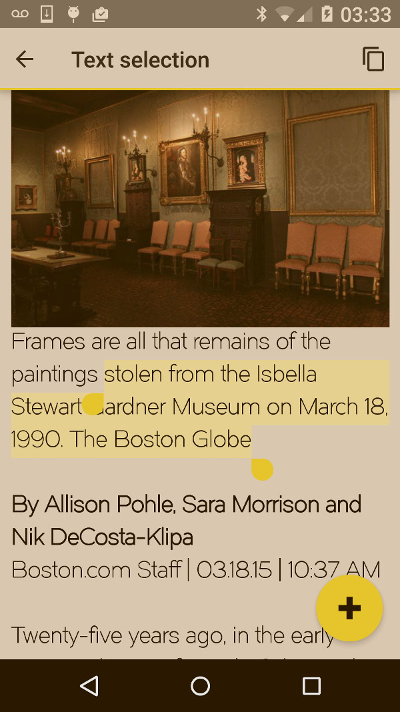 03:33
Text selection
Frames are all that remains of the
paintings stolen from the Isbella
Stewart Gardner Museum on March 18,
1990. The Boston Globe
By Allison Pohle, Sara Morrison and
Nik DeCosta-Klipa
Boston.com Staff | 03.18.15 | 10:37 AM
Twenty-five years ago, in the early